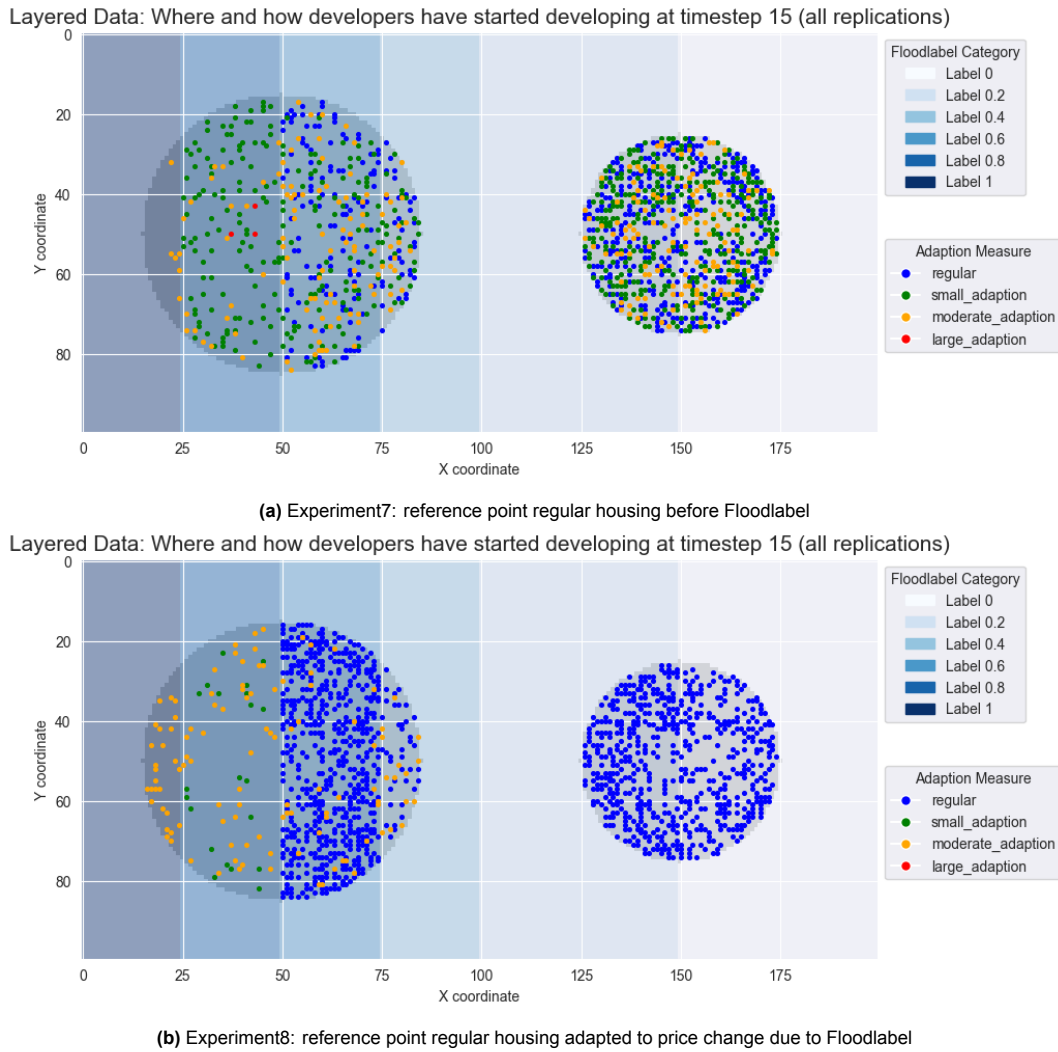 Layered Data: Where and how developers have started developing at timestep 15 (all replications)
0
20
40
60
80
Y coordinate
0
25
50
75
100
125
150
175
X coordinate
Floodlabel Category
Label 0
Label 0.2
Label 0.4
Label 0.6
Label 0.8
Label 1
Adaption Measure
regular
small_adaption
moderate_adaption
large_adaption
(a) Experiment7: reference point regular housing before Floodlabel
Layered Data: Where and how developers have started developing at timestep 15 (all replications)
0
20
40
60
80
Y coordinate
0
25
50
75
100
125
150
175
X coordinate
Floodlabel Category
Label 0
Label 0.2
Label 0.4
Label 0.6
Label 0.8
Label 1
Adaption Measure
regular
small_adaption
moderate_adaption
large_adaption
(b) Experiment8: reference point regular housing adapted to price change due to Floodlabel